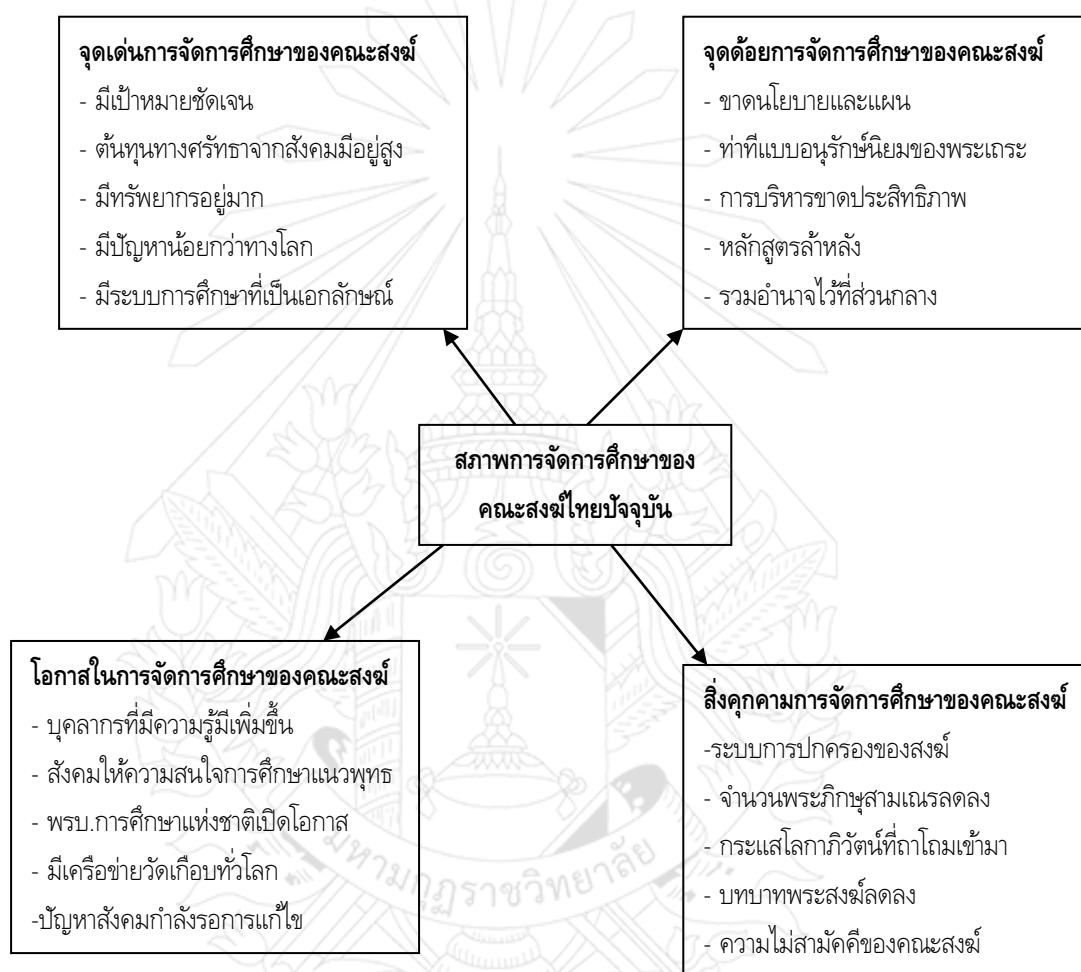 จุดเด่นการจัดการศึกษาของคณะสงฆ์
- มีเป้าหมายชัดเจน
- ต้นทุนทางศรัทธาจากสังคมมีอยู่สูง
- มีทรัพยากรอยู่มาก
- มีปัญหาน้อยกว่าทางโลก
- มีระบบการศึกษาที่เป็นเอกลักษณ์
จุดด้อยการจัดการศึกษาของคณะสงฆ์
- ขาดนโยบายและแผน
- ท่าทีแบบอนุรักษ์นิยมของพระเถระ
- การบริหารขาดประสิทธิภาพ
- หลักสูตรล้าหลัง
- รวมอำนาจไว้ที่ส่วนกลาง
สภาพการจัดการศึกษาของ
คณะสงฆ์ไทยปัจจุบัน
โอกาสในการจัดการศึกษาของคณะสงฆ์
- บุคลากรที่มีความรู้มีเพิ่มขึ้น
- สังคมให้ความสนใจการศึกษาแนวพุทธ
- พรบ.การศึกษาแห่งชาติเปิดโอกาส
- มีเครือข่ายวัดเกือบทั่วโลก
-ปัญหาสังคมกำลังรอการแก้ไข
สิ่งคุกคามการจัดการศึกษาของคณะสงฆ์
-ระบบการปกครองของสงฆ์
- จำนวนพระภิกษุสามเณรลดลง
- กระแสโลกาภิวัตน์ที่ถาโถมเข้ามา
- บทบาทพระสงฆ์ลดลง
- ความไม่สามัคคีของคณะสงฆ์
มหามกุฏราชวิทยาลัย